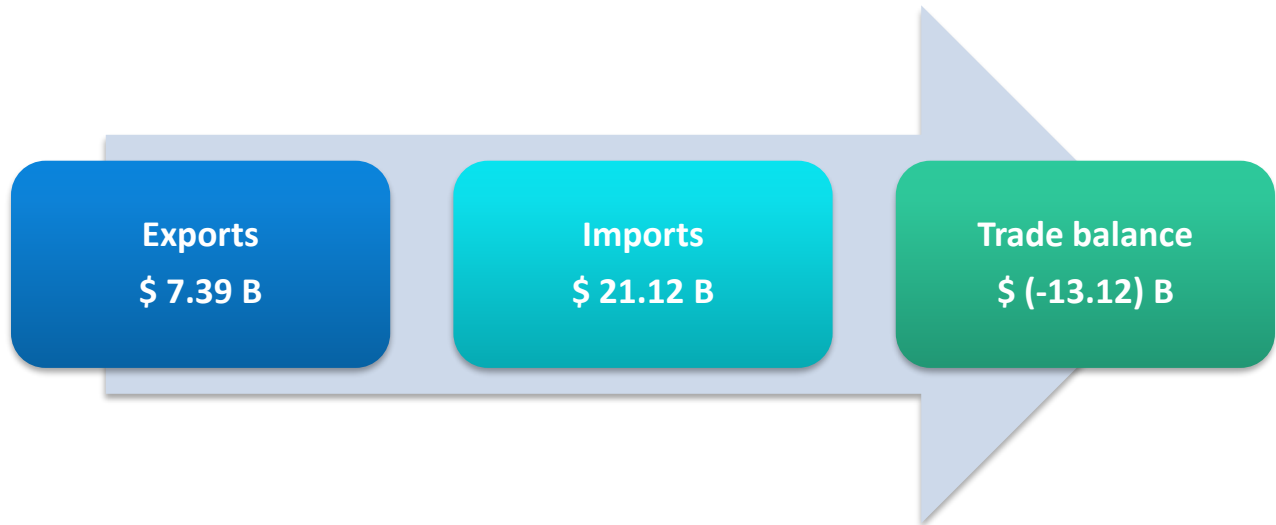 Exports
$ 7.39 B
Imports
$ 21.12 B
Trade balance
$ (-13.12) B